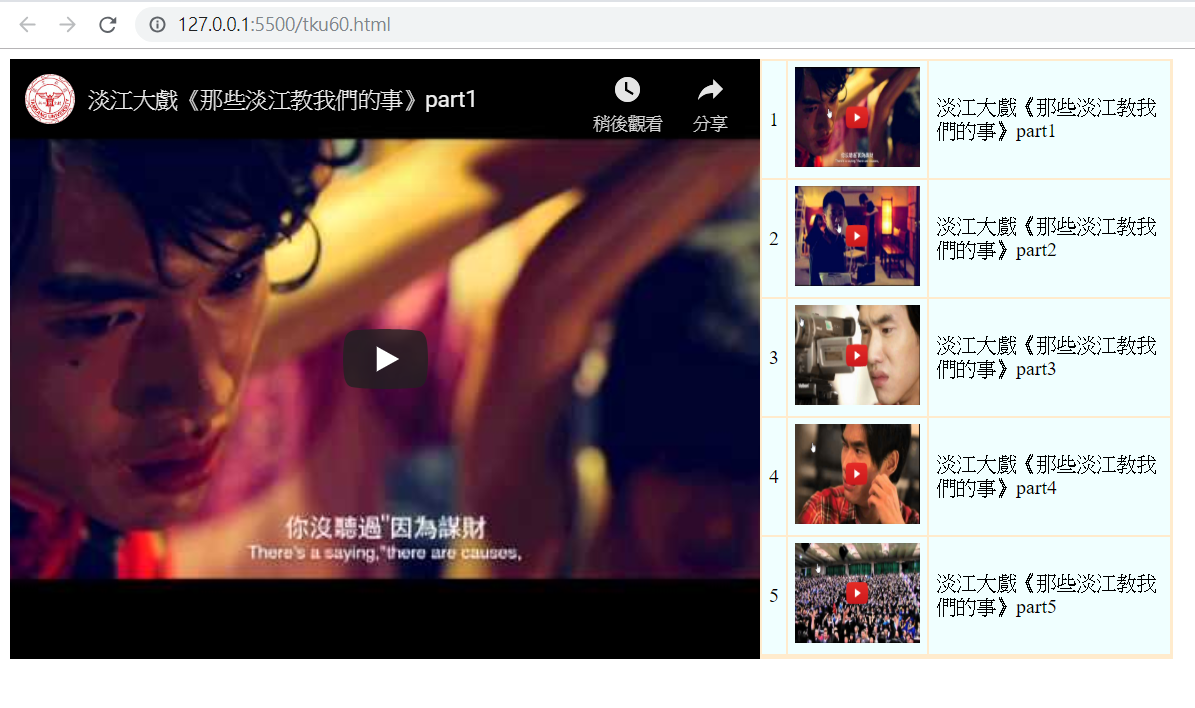 127.0.0.1:5500/tku60.html
淡江大戲《那些淡江教我們的事》part1
稍後觀看
分享
你沒聽過"因為謀財
There's a saying,"there are causes,
1
淡江大戲《那些淡江教我
們的事》part1
2
淡江大戲《那些淡江教我
們的事》part2
3
淡江大戲《那些淡江教我
們的事》part3
4
淡江大戲《那些淡江教我
們的事》part4
5
淡江大戲《那些淡江教我
們的事》part5